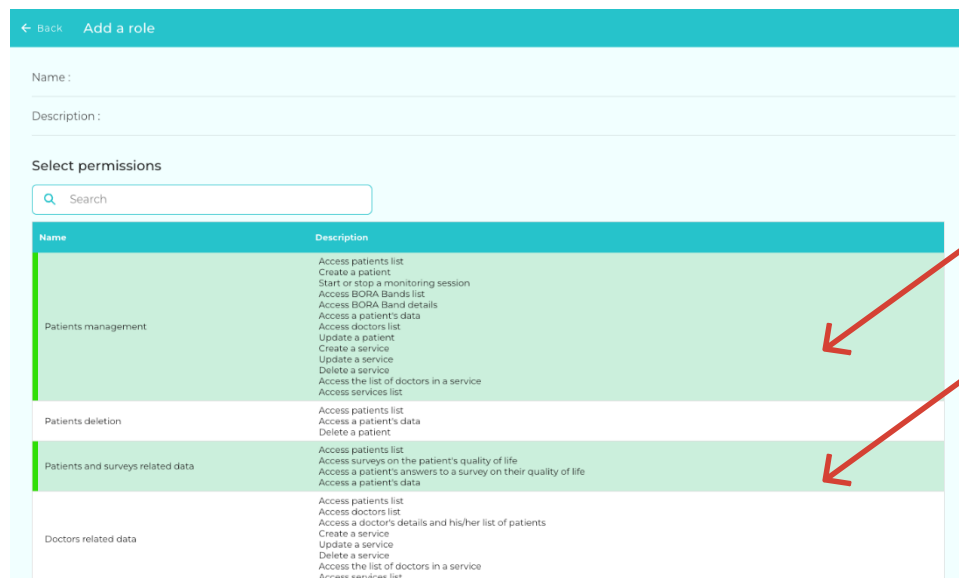 Back Add a role
Name :
Description :
Select permissions
Search
Name Description
Access patients list
Create a patient
Start or stop a monitoring session
Access BORA Bands list
Access BORA Band details
Access a patient's data
Patients management Access doctors list
Update a patient
Create a service
Update a service
Delete a service
Access the list of doctors in a service
Access services list
Access patients list
Patients deletion Access a patient's data
Delete a patient
Access patients list
Patients and surveys related data Access surveys on the patient's quality of life
Access a patient's answers to a survey on their quality of life
Access a patient's data
Access patients list
Access doctors list
Access a doctor's details and his/her list of patients
Doctors related data Create a service
Update a service
Delete a service
Access the list of doctors in a service
Access services list